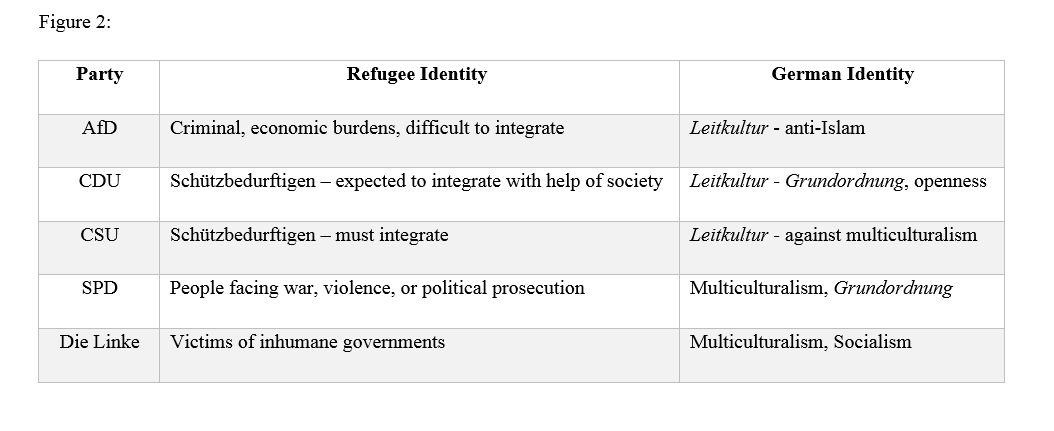 Figure 2:
Party Refugee Identity German Identity
AfD Criminal, economic burdens, difficult to integrate Leitkultur - anti-Islam
CDU Schützbedurftigen – expected to integrate with help of society Leitkultur - Grundordnung, openness
CSU Schützbedurftigen – must integrate Leitkultur - against multiculturalism
SPD People facing war, violence, or political prosecution Multiculturalism, Grundordnung
Die Linke Victims of inhumane governments Multiculturalism, Socialism